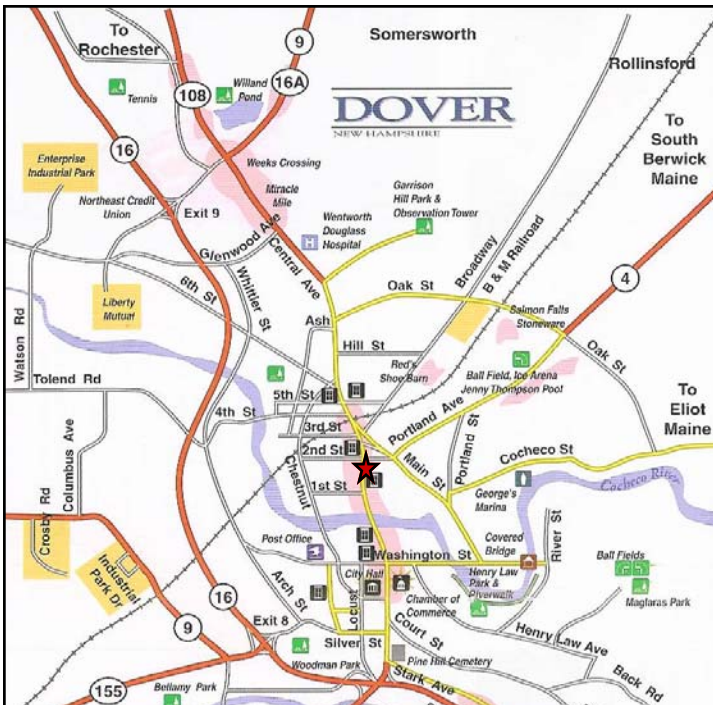 To
Rochester
9
Somersworth
Rollinsford
16A
108
Tennis
Willand
Pond
DOVER
NEW HAMPSHIRE
To
South
Berwick
Maine
16
Enterprise
Industrial Park
Weeks Crossing
Miracle
Mile
Garrison
Hill Park &
Observation Tower
Northeast Credit
Union
Exit 9
Wentworth
Douglass
Hospital
H
Glenwood Ave
Central Ave
Broadway
B & M Railroad
4
Whittier St
6th St
Oak St
Liberty
Mutual
Salmon Falls
Stoneware
Watson Rd
Ash
Hill St
Red's
Shoe Barn
Oak St
Ball Field, Ice Arena
Jenny Thompson Pool
Tolend Rd
5th St
4th St
3rd St
2nd St
1st St
Portland Ave
Portland St
To
Eliot
Maine
Columbus Ave
Chestnut
Main St
Cocheco St
Crosby Rd
George's
Marina
Cocheco River
Industrial
Park Dr
Post Office
Washington St
Covered
Bridge
River St
Ball Fields
Arch St
City Hall
Locust
Chamber of
Commerce
Henry Law
Park &
Riverwalk
Maglaras Park
16
9
Exit 8
Silver St
Court St
Henry Law Ave
Woodman Park
Pine Hill Cemetery
Back Rd
155
Bellamy Park
Stark Ave